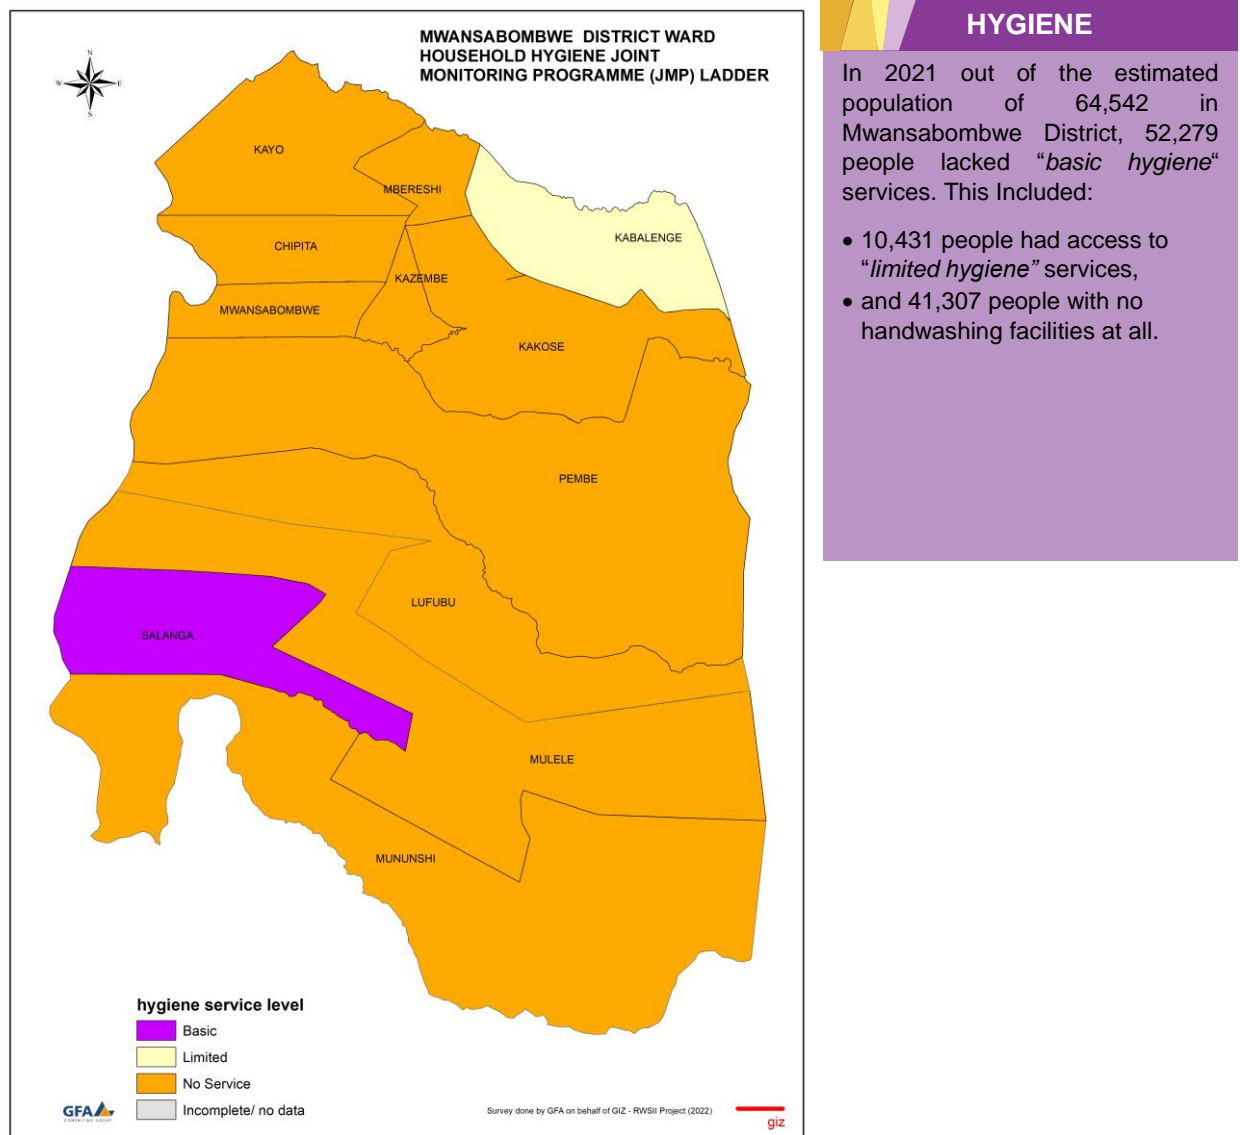 MWANSABOMBWE DISTRICT WARD
HOUSEHOLD HYGIENE JOINT
MONITORING PROGRAMME (JMP) LADDER
N
W
E
S
KAYO
MBERESHI
KABALENGE
CHIPITA
KAZEMBE
MWANSABOMBWE
KAKOSE
PEMBE
LUFUBU
SALANGA
MULELE
MUNUNSHI
hygiene service level
Basic
Limited
No Service
Incomplete/ no data
GFA
CONSULTING GROUP
Survey done by GFA on behalf of GIZ - RWSII Project (2022)
giz
HYGIENE
In 2021 out of the estimated
population of 64,542 in
Mwansabombwe District, 52,279
people lacked “basic hygiene“
services. This Included:
• 10,431 people had access to
“limited hygiene” services,
• and 41,307 people with no
handwashing facilities at all.